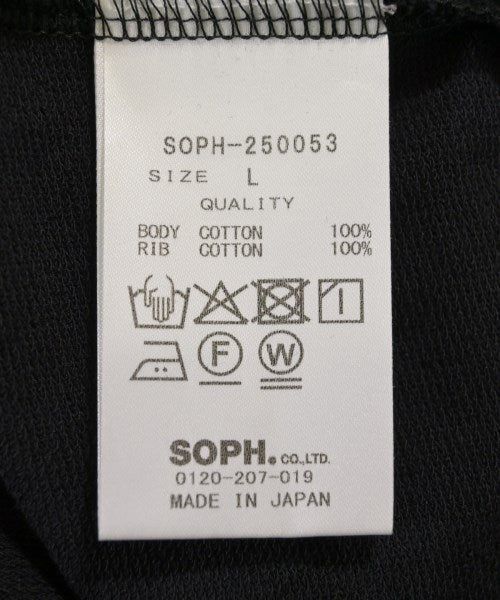 SOPH-250053
SIZE L
QUALITY
BODY COTTON 100%
RIB COTTON 100%
F W
SOPH. CO.,LTD.
0120-207-019
MADE IN JAPAN